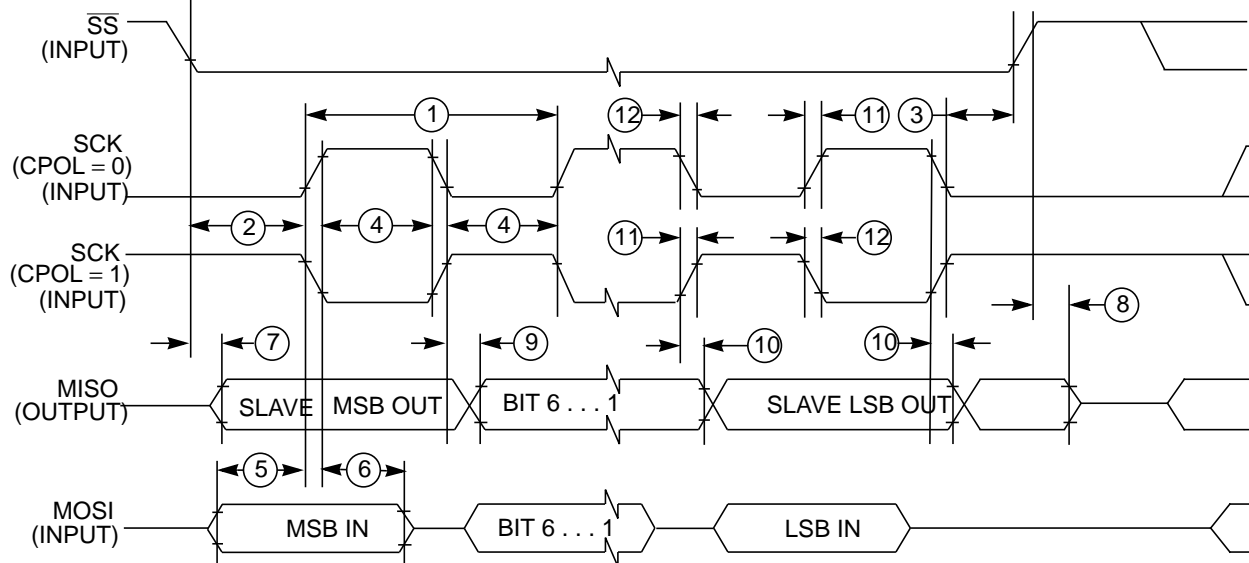 SS
(INPUT)
1
12
11
3
SCK
(CPOL = 0)
(INPUT)
2
4
4
11
12
SCK
(CPOL = 1)
(INPUT)
8
7
9
10
10
MISO
(OUTPUT)
SLAVE MSB OUT
BIT 6 . . . 1
SLAVE LSB OUT
5
6
MOSI
(INPUT)
MSB IN
BIT 6 . . . 1
LSB IN